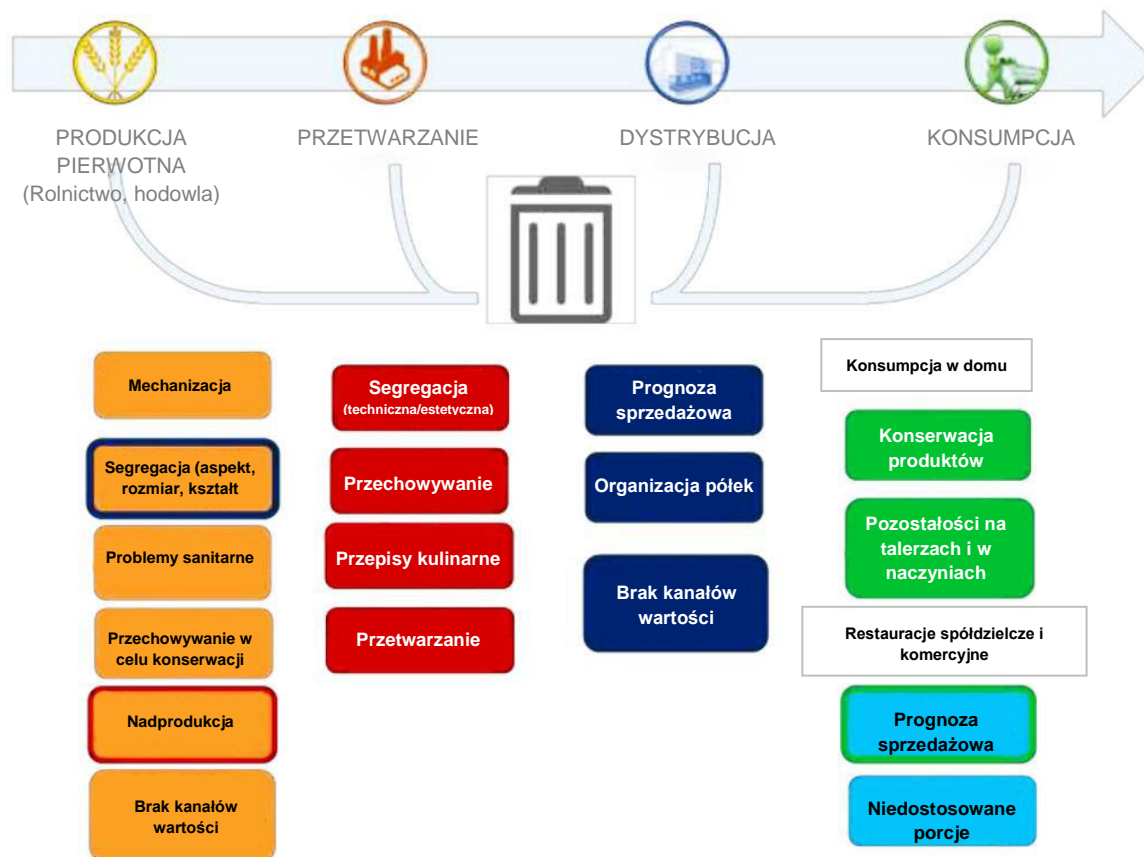 PRODUKCJA
PIERWOTNA
(Rolnictwo, hodowla)
PRZETWARZANIE
DYSTRYBUCJA
KONSUMPCJA
Mechanizacja
Segregacja (aspekt,
rozmiar, kształt
Problemy sanitarne
Przechowywanie w
celu konserwacji
Nadprodukcja
Brak kanałów
wartości
Segregacja
(techniczna/estetyczna)
Przechowywanie
Przepisy kulinarne
Przetwarzanie
Prognoza
sprzedażowa
Organizacja półek
Brak kanałów
wartości
Konsumpcja w domu
Konserwacja
produktów
Pozostałości na
talerzach i w
naczyniach
Restauracje spółdzielcze i
komercyjne
Prognoza
sprzedażowa
Niedostosowane
porcje